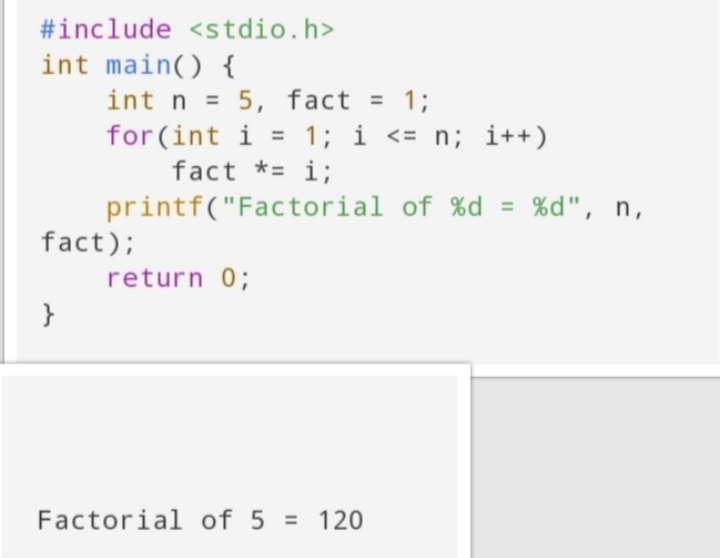 #include <stdio.h>
int main() {
    int n = 5, fact = 1;
    for(int i = 1; i <= n; i++)
        fact *= i;
    printf("Factorial of %d = %d", n,
fact);
    return 0;
}
Factorial of 5 = 120